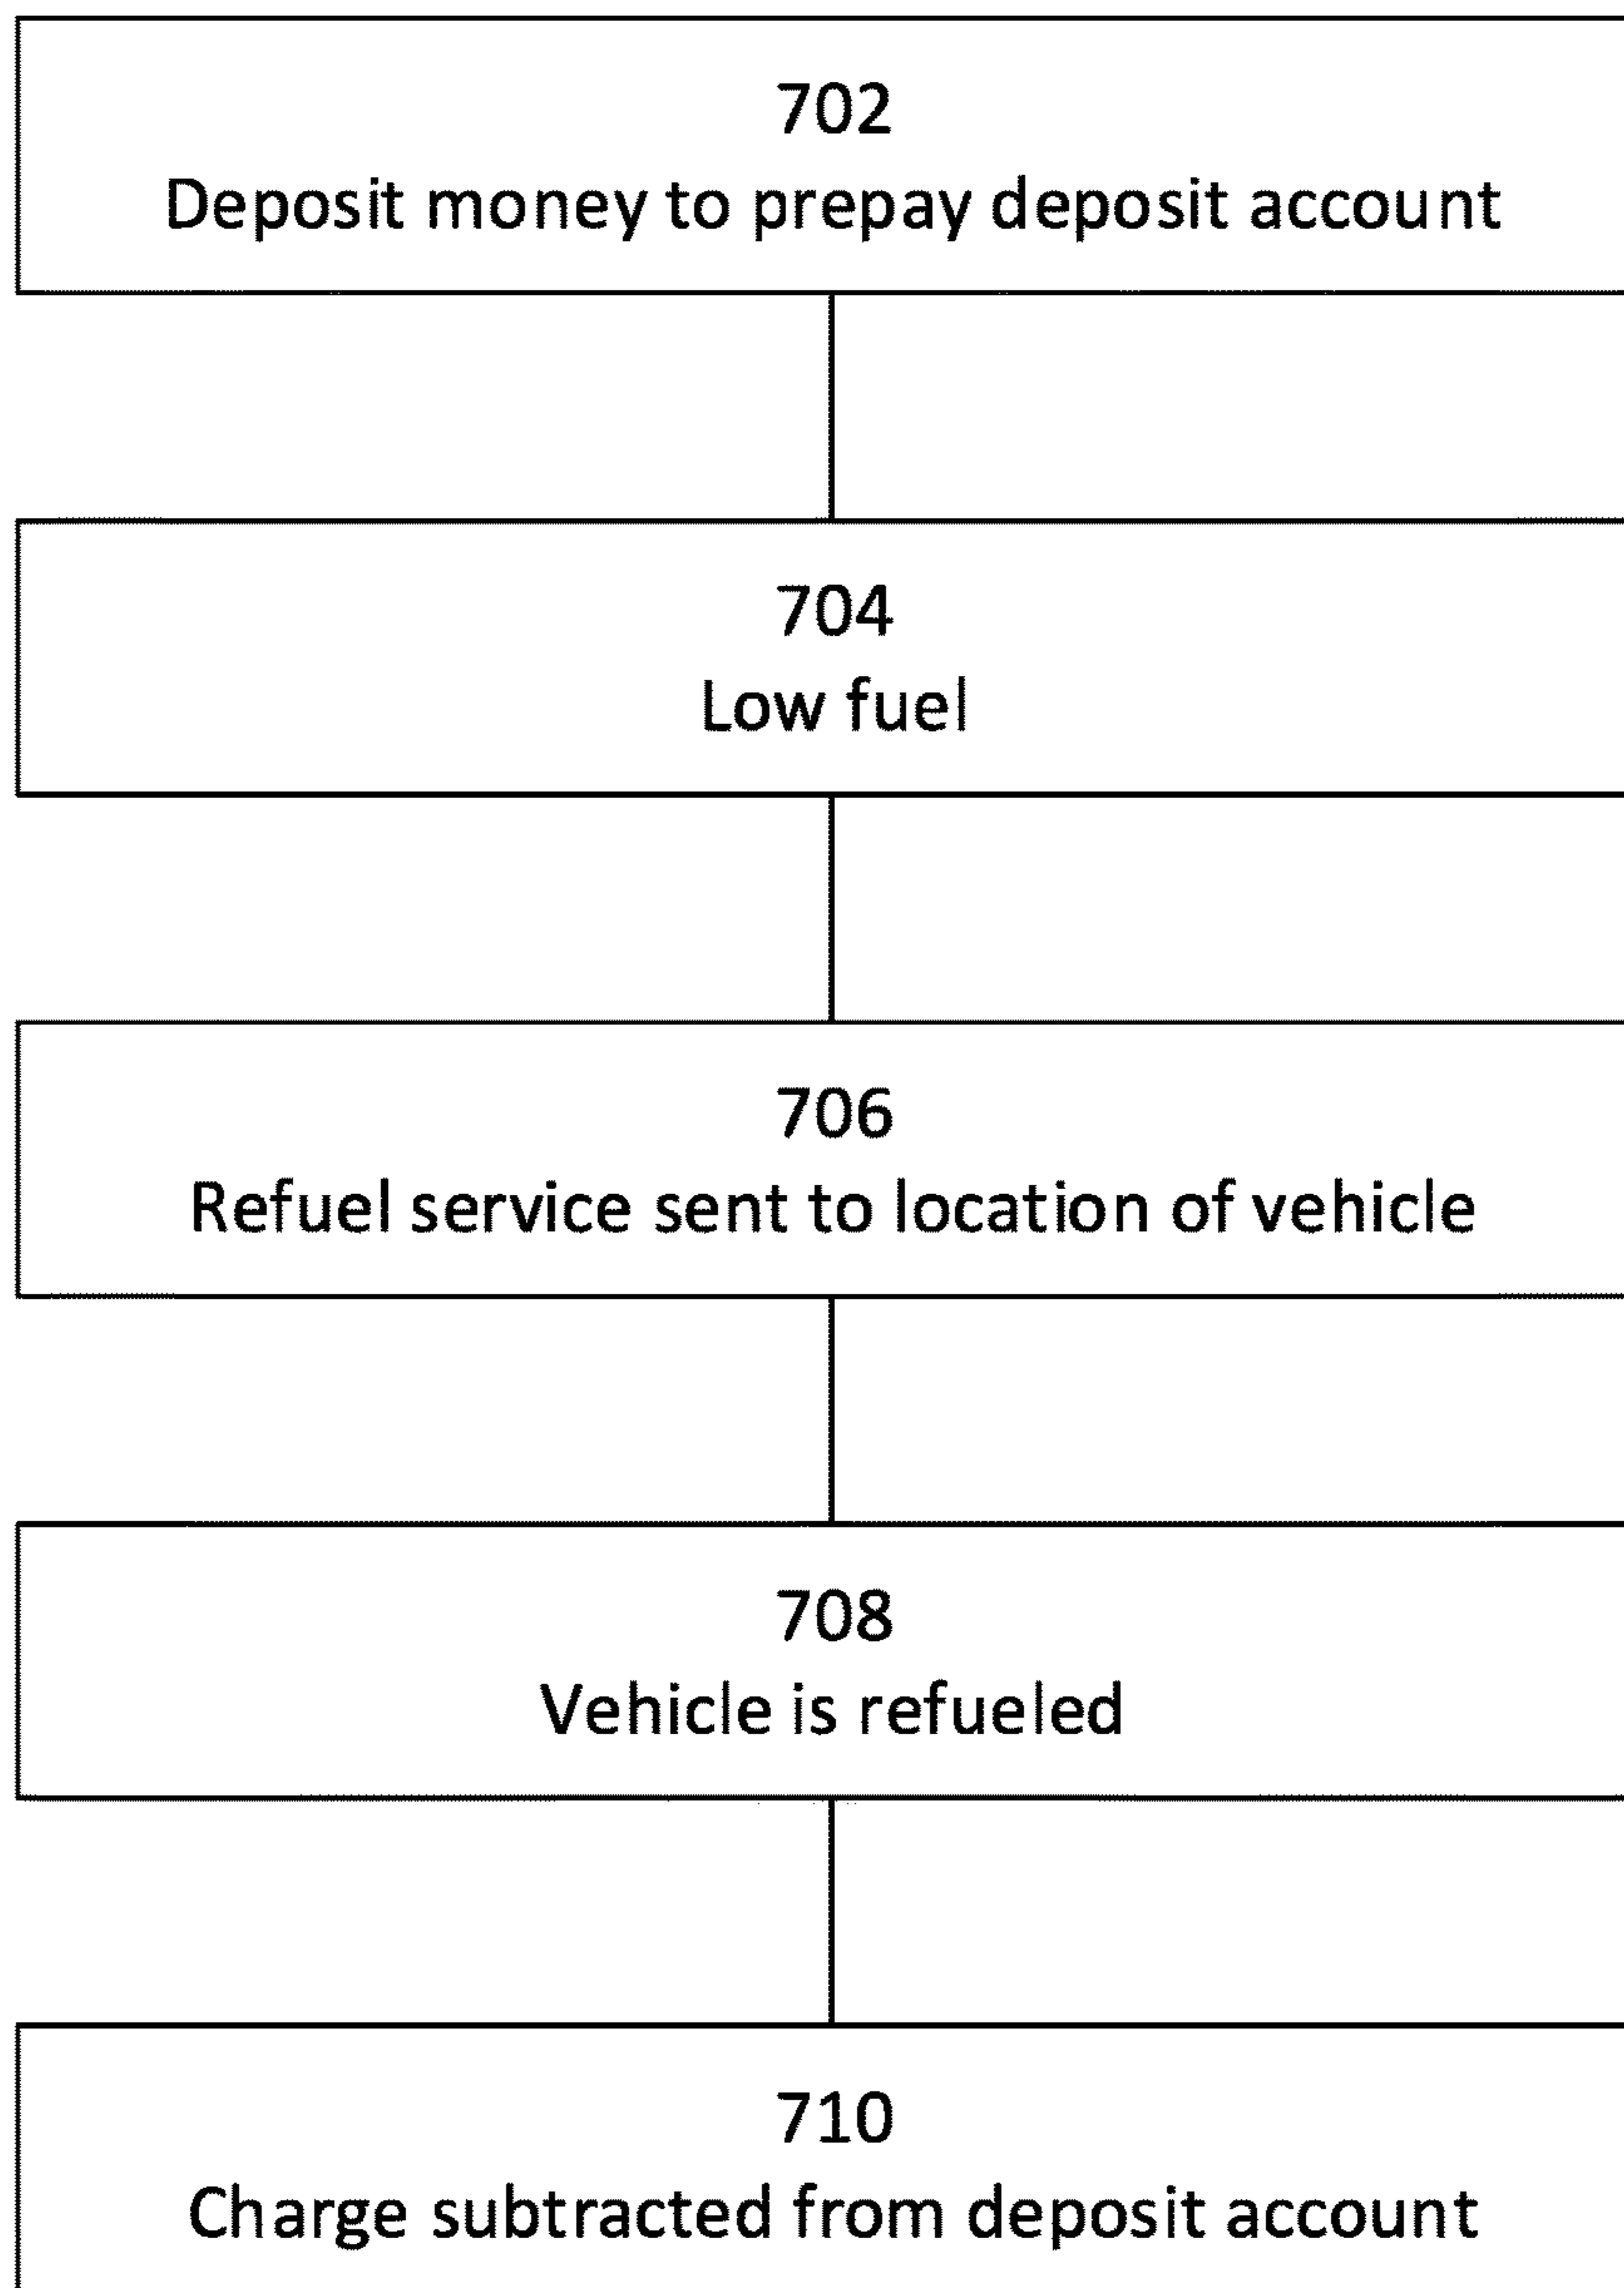 702
Deposit money to prepay deposit account
704
Low fuel
706
Refuel service sent to location of vehicle
708
Vehicle is refueled
710
Charge subtracted from deposit account